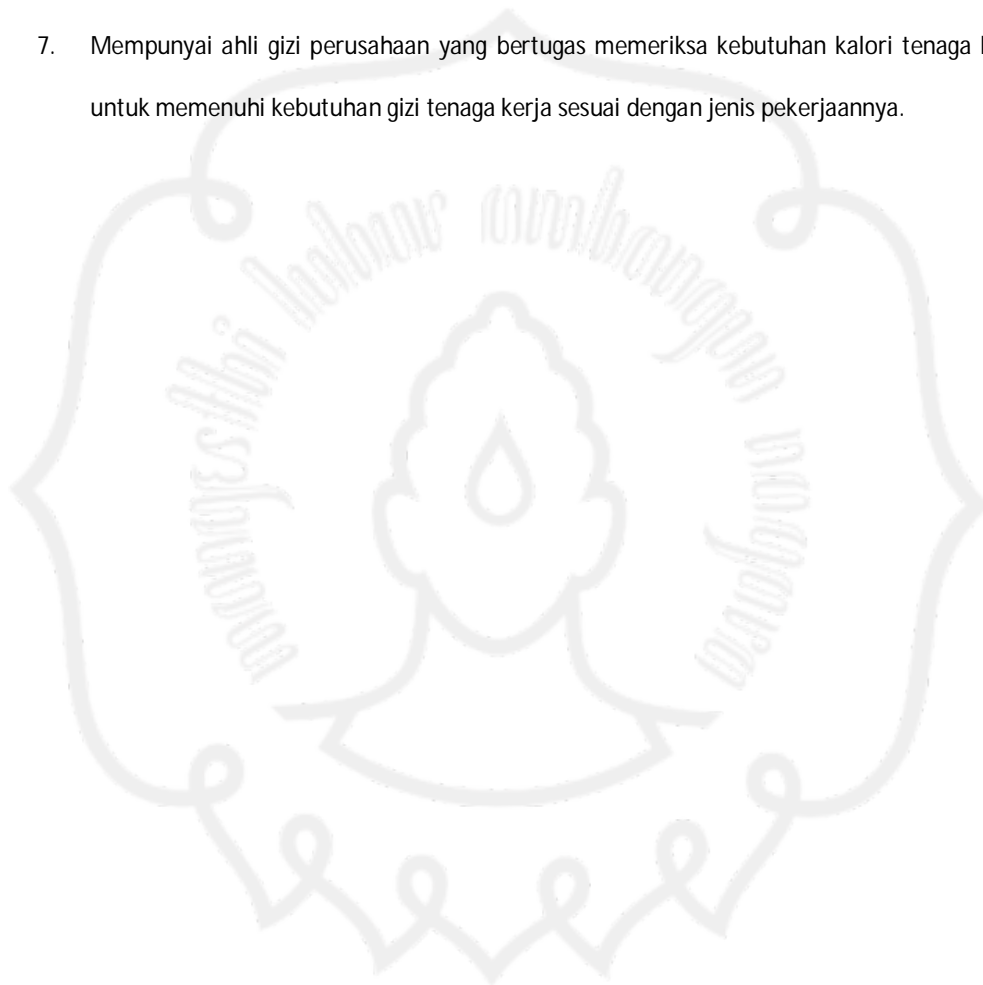 7. Mempunyai ahli gizi perusahaan yang bertugas memeriksa kebutuhan kalori tenaga
untuk memenuhi kebutuhan gizi tenaga kerja sesuai dengan jenis pekerjaannya.